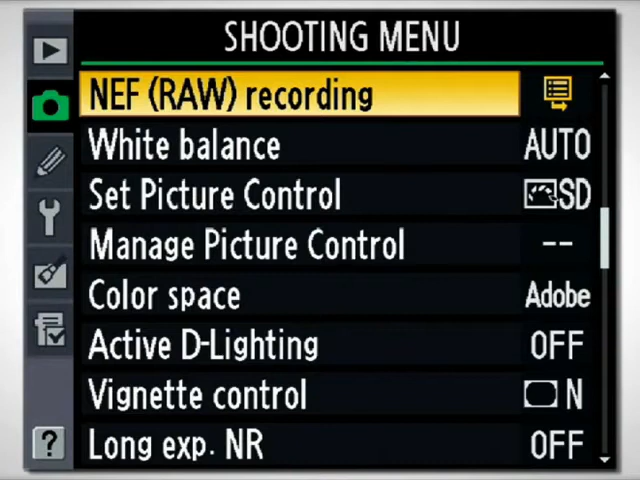 SHOOTING MENU
NEF (RAW) recording
White balance AUTO
Set Picture Control SD
Manage Picture Control --
Color space Adobe
Active D-Lighting OFF
Vignette control N
Long exp. NR OFF
?